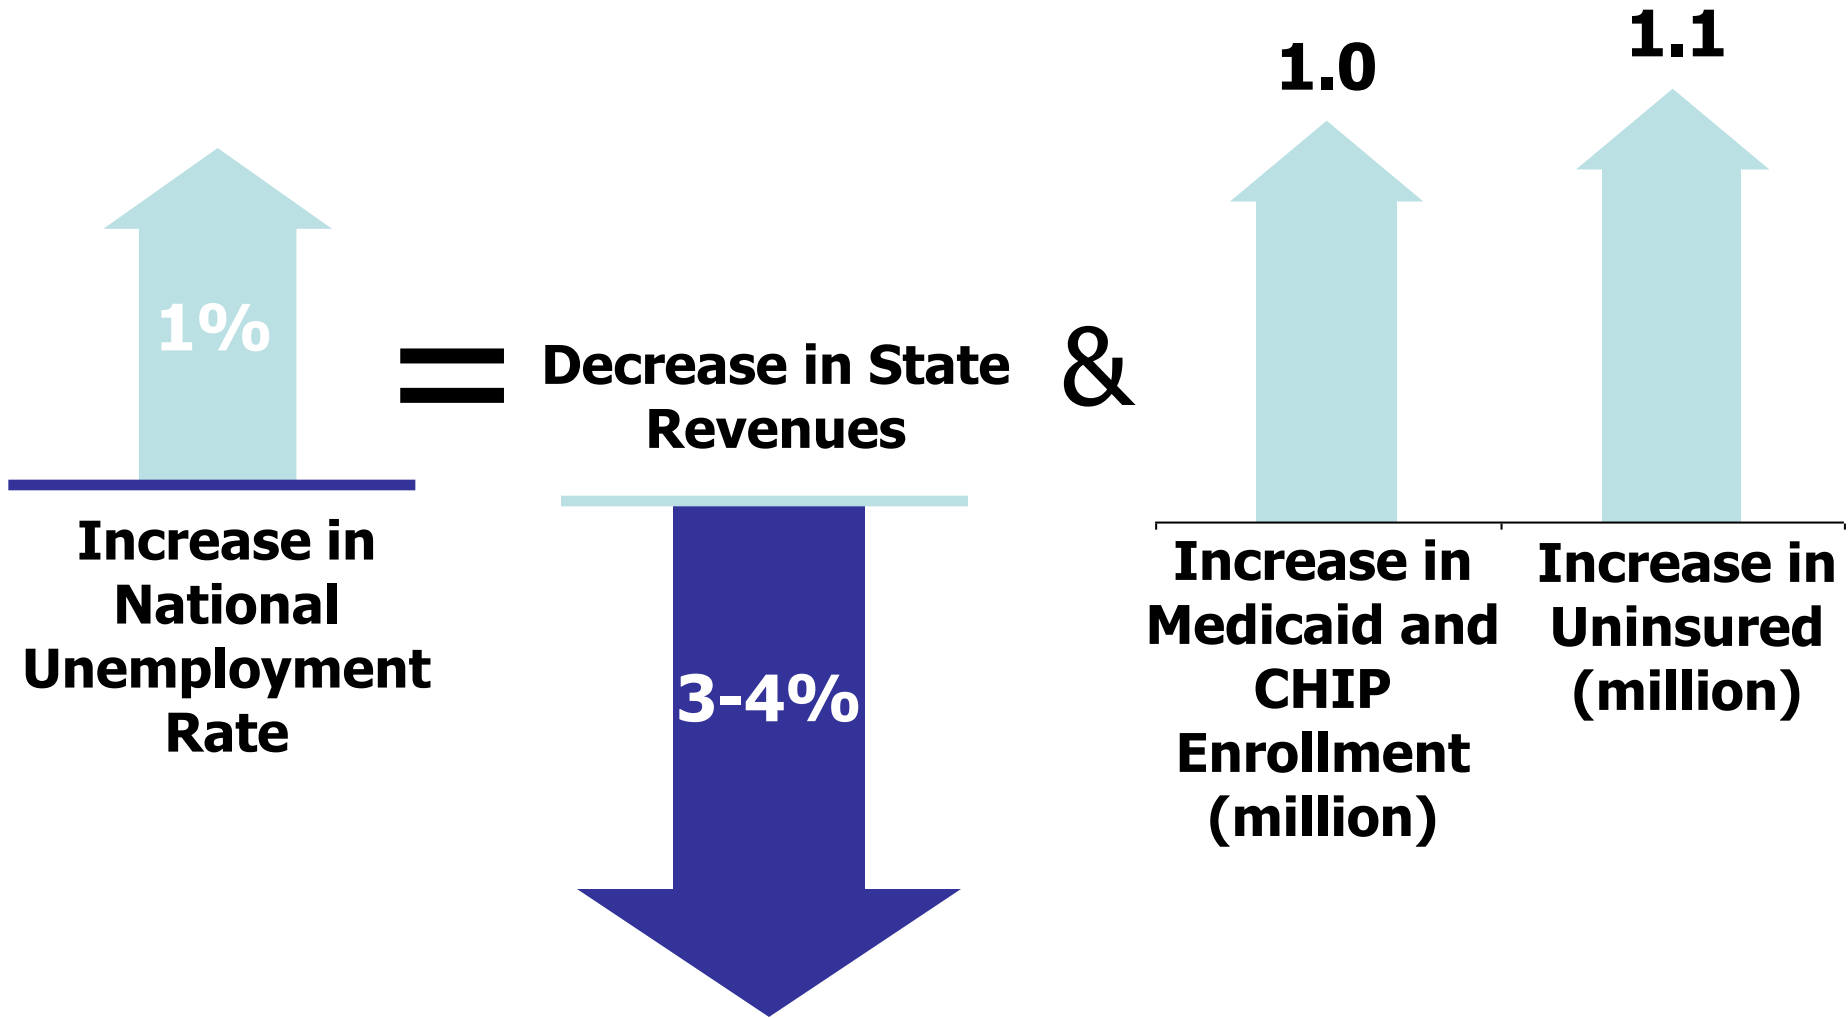 1%
Increase in
National
Unemployment
Rate
=
Decrease in State
Revenues
3-4%
&
1.0
Increase in
Medicaid and
CHIP
Enrollment
(million)
1.1
Increase in
Uninsured
(million)